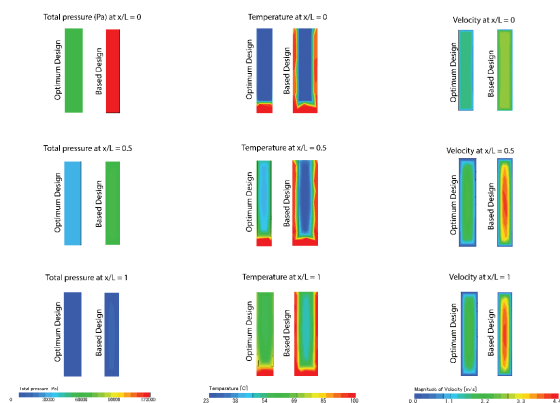 Total pressure (Pa) at x/L = 0
Temperature at x/L = 0
Velocity at x/L = 0
Optimum Design
Based Design
Optimum Design
Based Design
Optimum Design
Based Design
Total pressure at x/L = 0.5
Temperature at x/L = 0.5
Velocity at x/L = 0.5
Optimum Design
Based Design
Optimum Design
Based Design
Optimum Design
Based Design
Total pressure at x/L = 1
Temperature at x/L = 1
Velocity at x/L = 1
Optimum Design
Based Design
Optimum Design
Based Design
Optimum Design
Based Design
Total pressure [Pa]
Temperature [C]
Magnitude of Velocity [m/s]
0
23 38 54 69 85 100
0.0 1.1 2.2 3.3